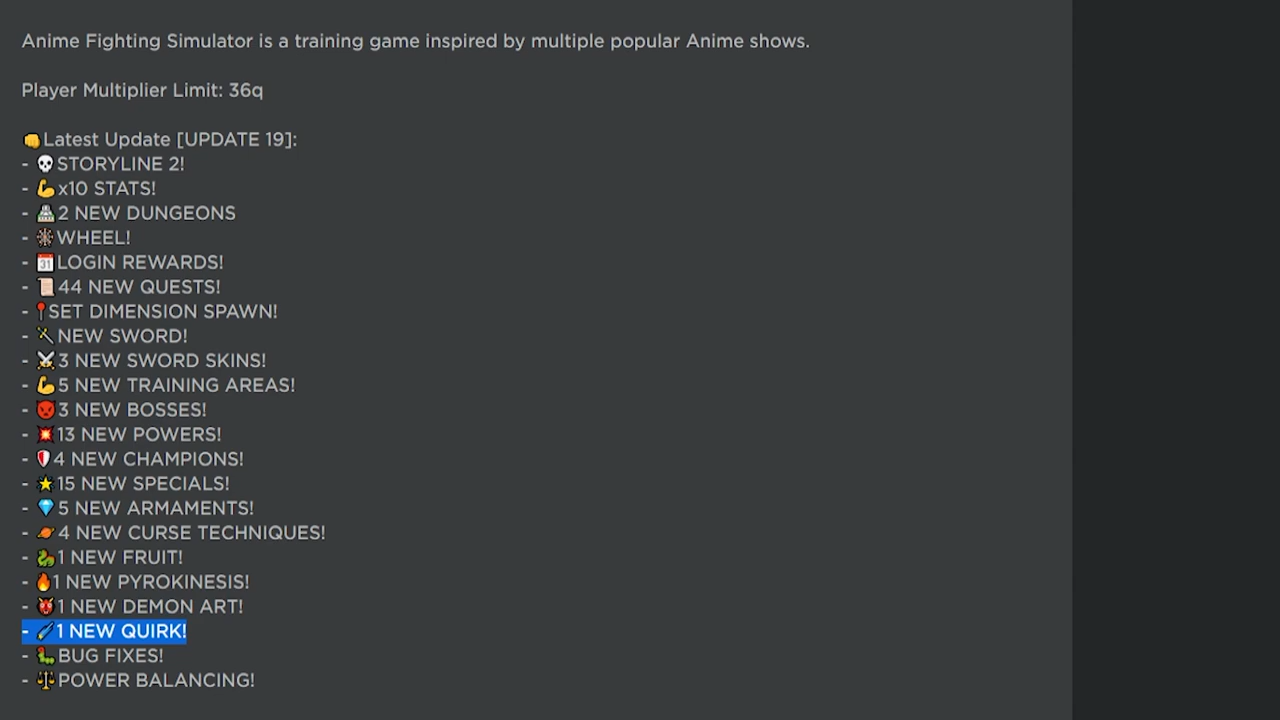 Anime Fighting Simulator is a training game inspired by multiple popular Anime shows.
Player Multiplier Limit: 36q
👊Latest Update [UPDATE 19]:
- 💀STORYLINE 2!
- 💪x10 STATS!
- 🏯2 NEW DUNGEONS
- 🎡WHEEL!
- 📅LOGIN REWARDS!
- 📜44 NEW QUESTS!
- 📍SET DIMENSION SPAWN!
- 🗡NEW SWORD!
- ⚔3 NEW SWORD SKINS!
- 💪5 NEW TRAINING AREAS!
- 👿3 NEW BOSSES!
- 💥13 NEW POWERS!
- 🛡4 NEW CHAMPIONS!
- ⭐15 NEW SPECIALS!
- 💎5 NEW ARMAMENTS!
- 🪐4 NEW CURSE TECHNIQUES!
- 🐍1 NEW FRUIT!
- 🔥1 NEW PYROKINESIS!
- 👹1 NEW DEMON ART!
- ☄1 NEW QUIRK!
- 🐛BUG FIXES!
- ⚖POWER BALANCING!